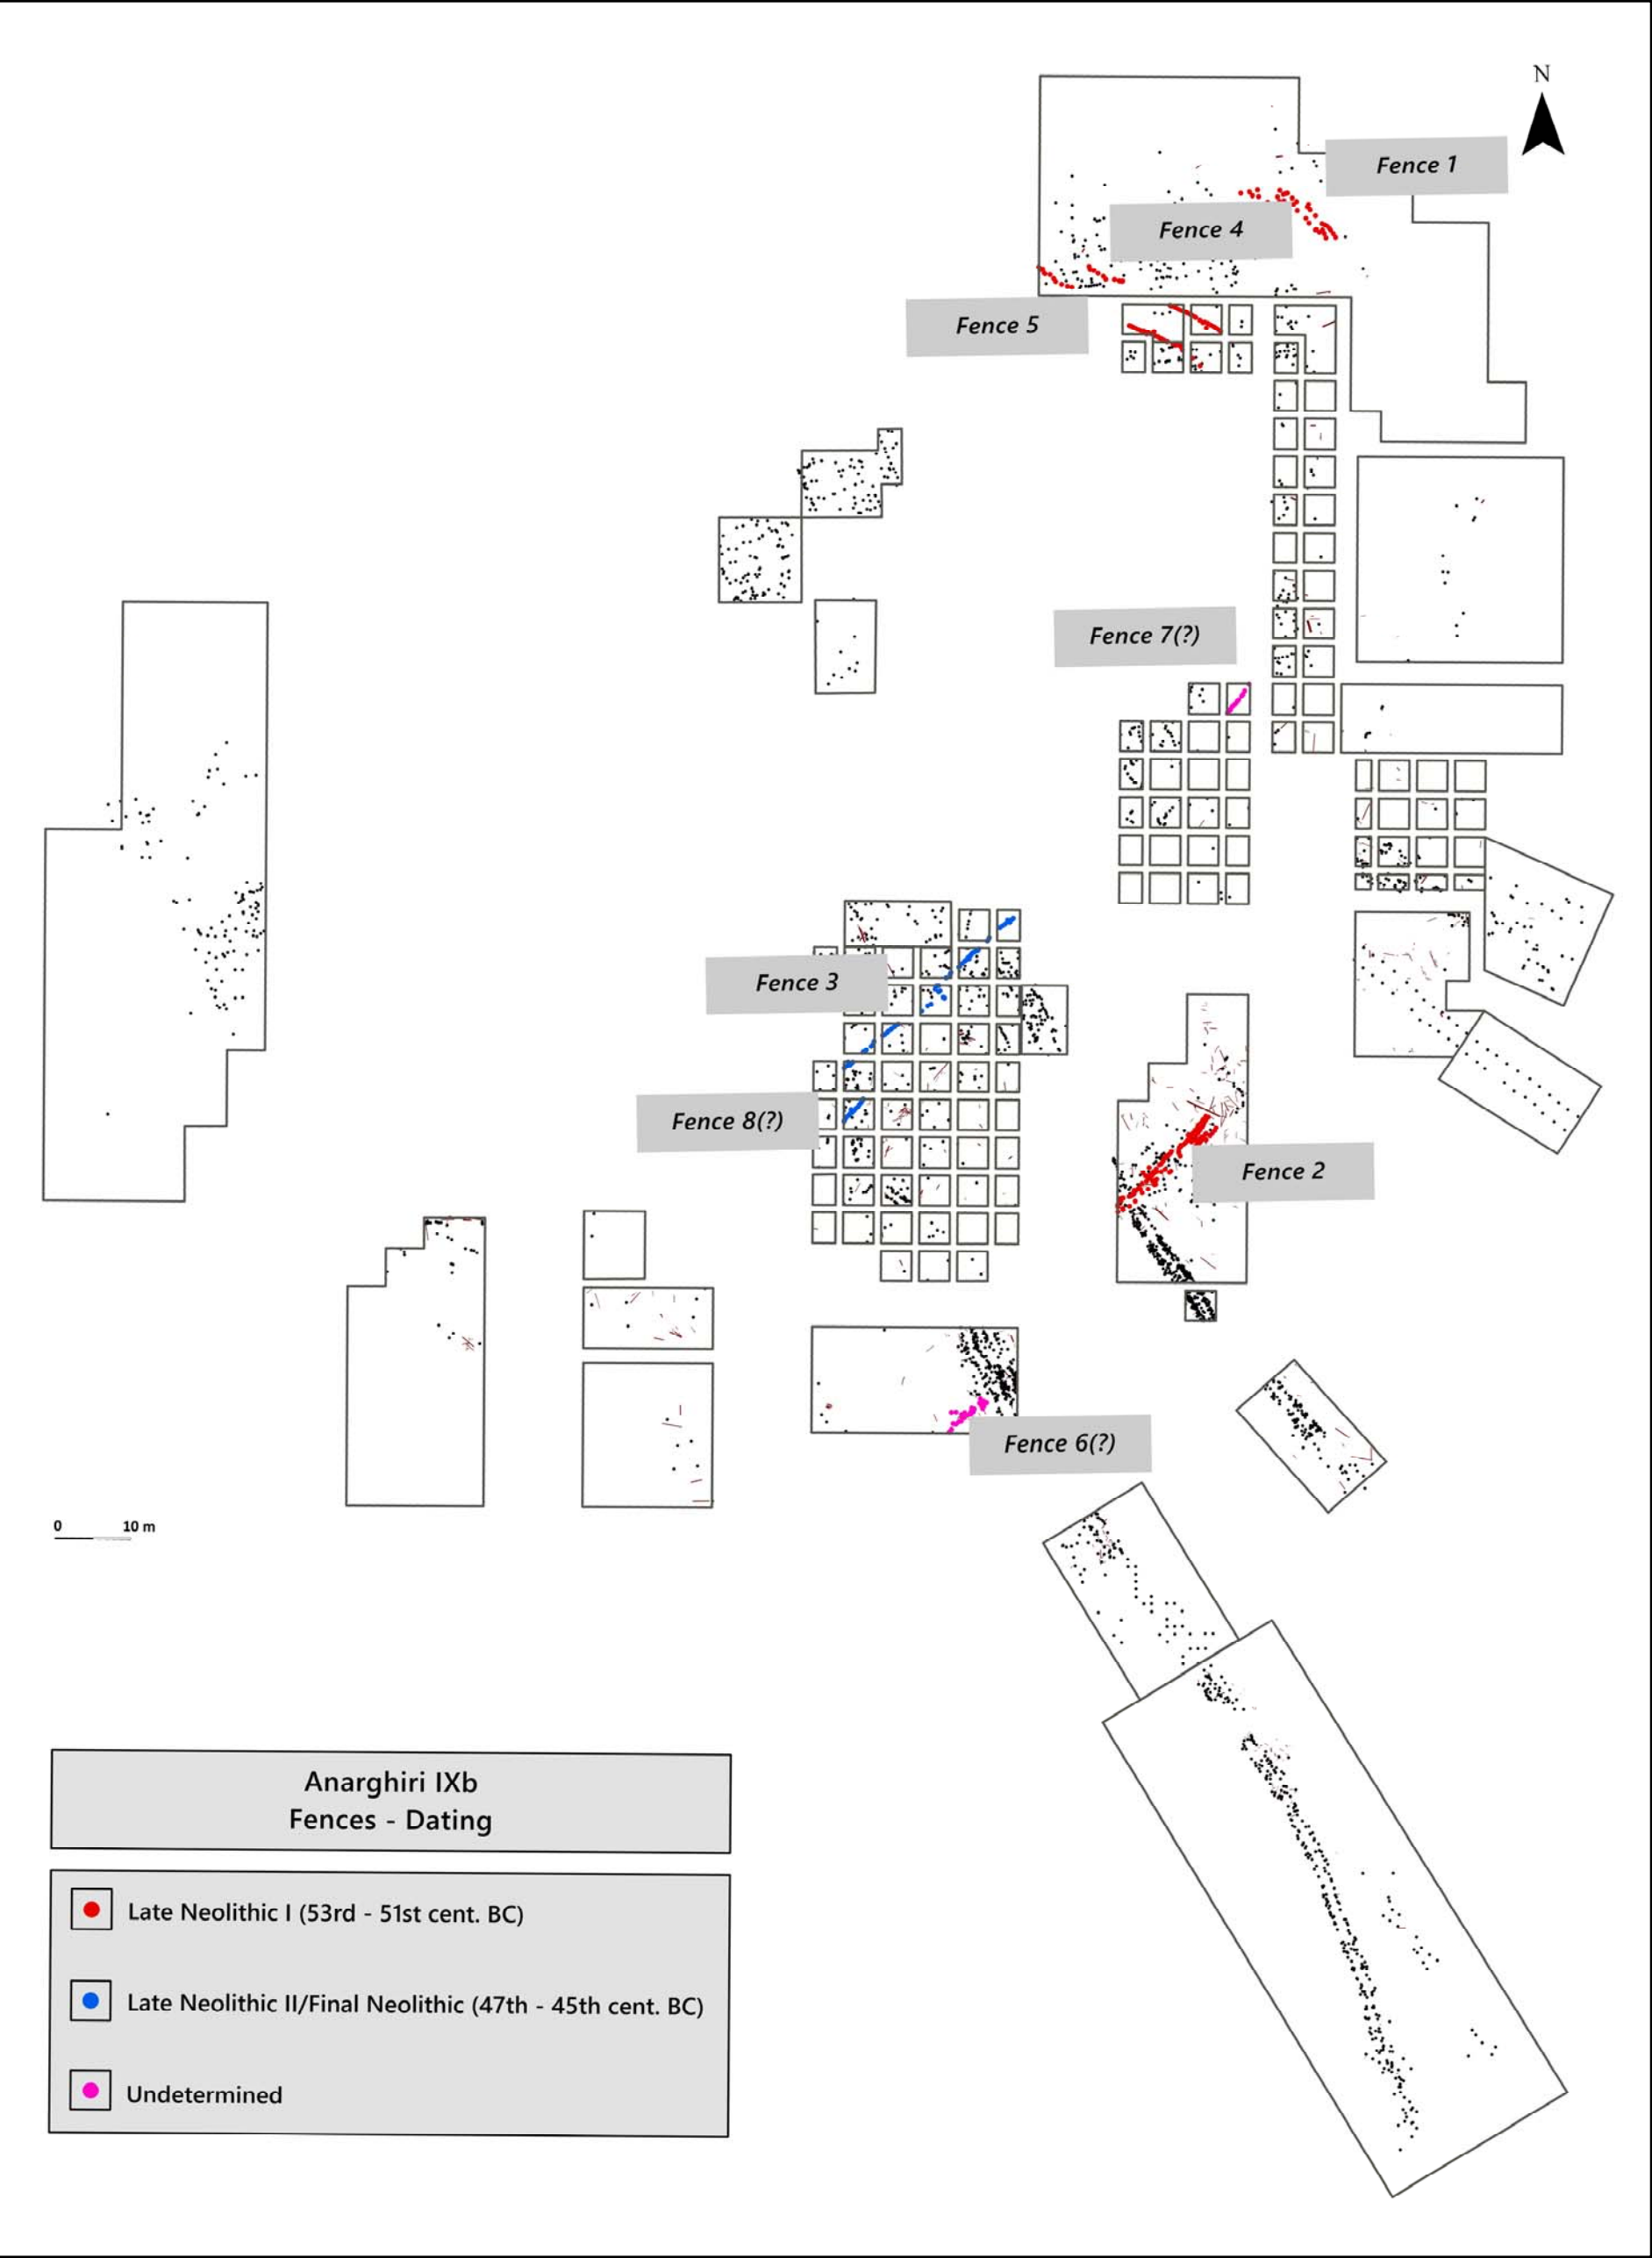 N
Fence 1
Fence 4
Fence 5
Fence 7(?)
Fence 3
Fence 8(?)
Fence 2
Fence 6(?)
0 10 m
Anarghiri IXb
Fences - Dating
Late Neolithic I (53rd - 51st cent. BC)
Late Neolithic II/Final Neolithic (47th - 45th cent. BC)
Undetermined